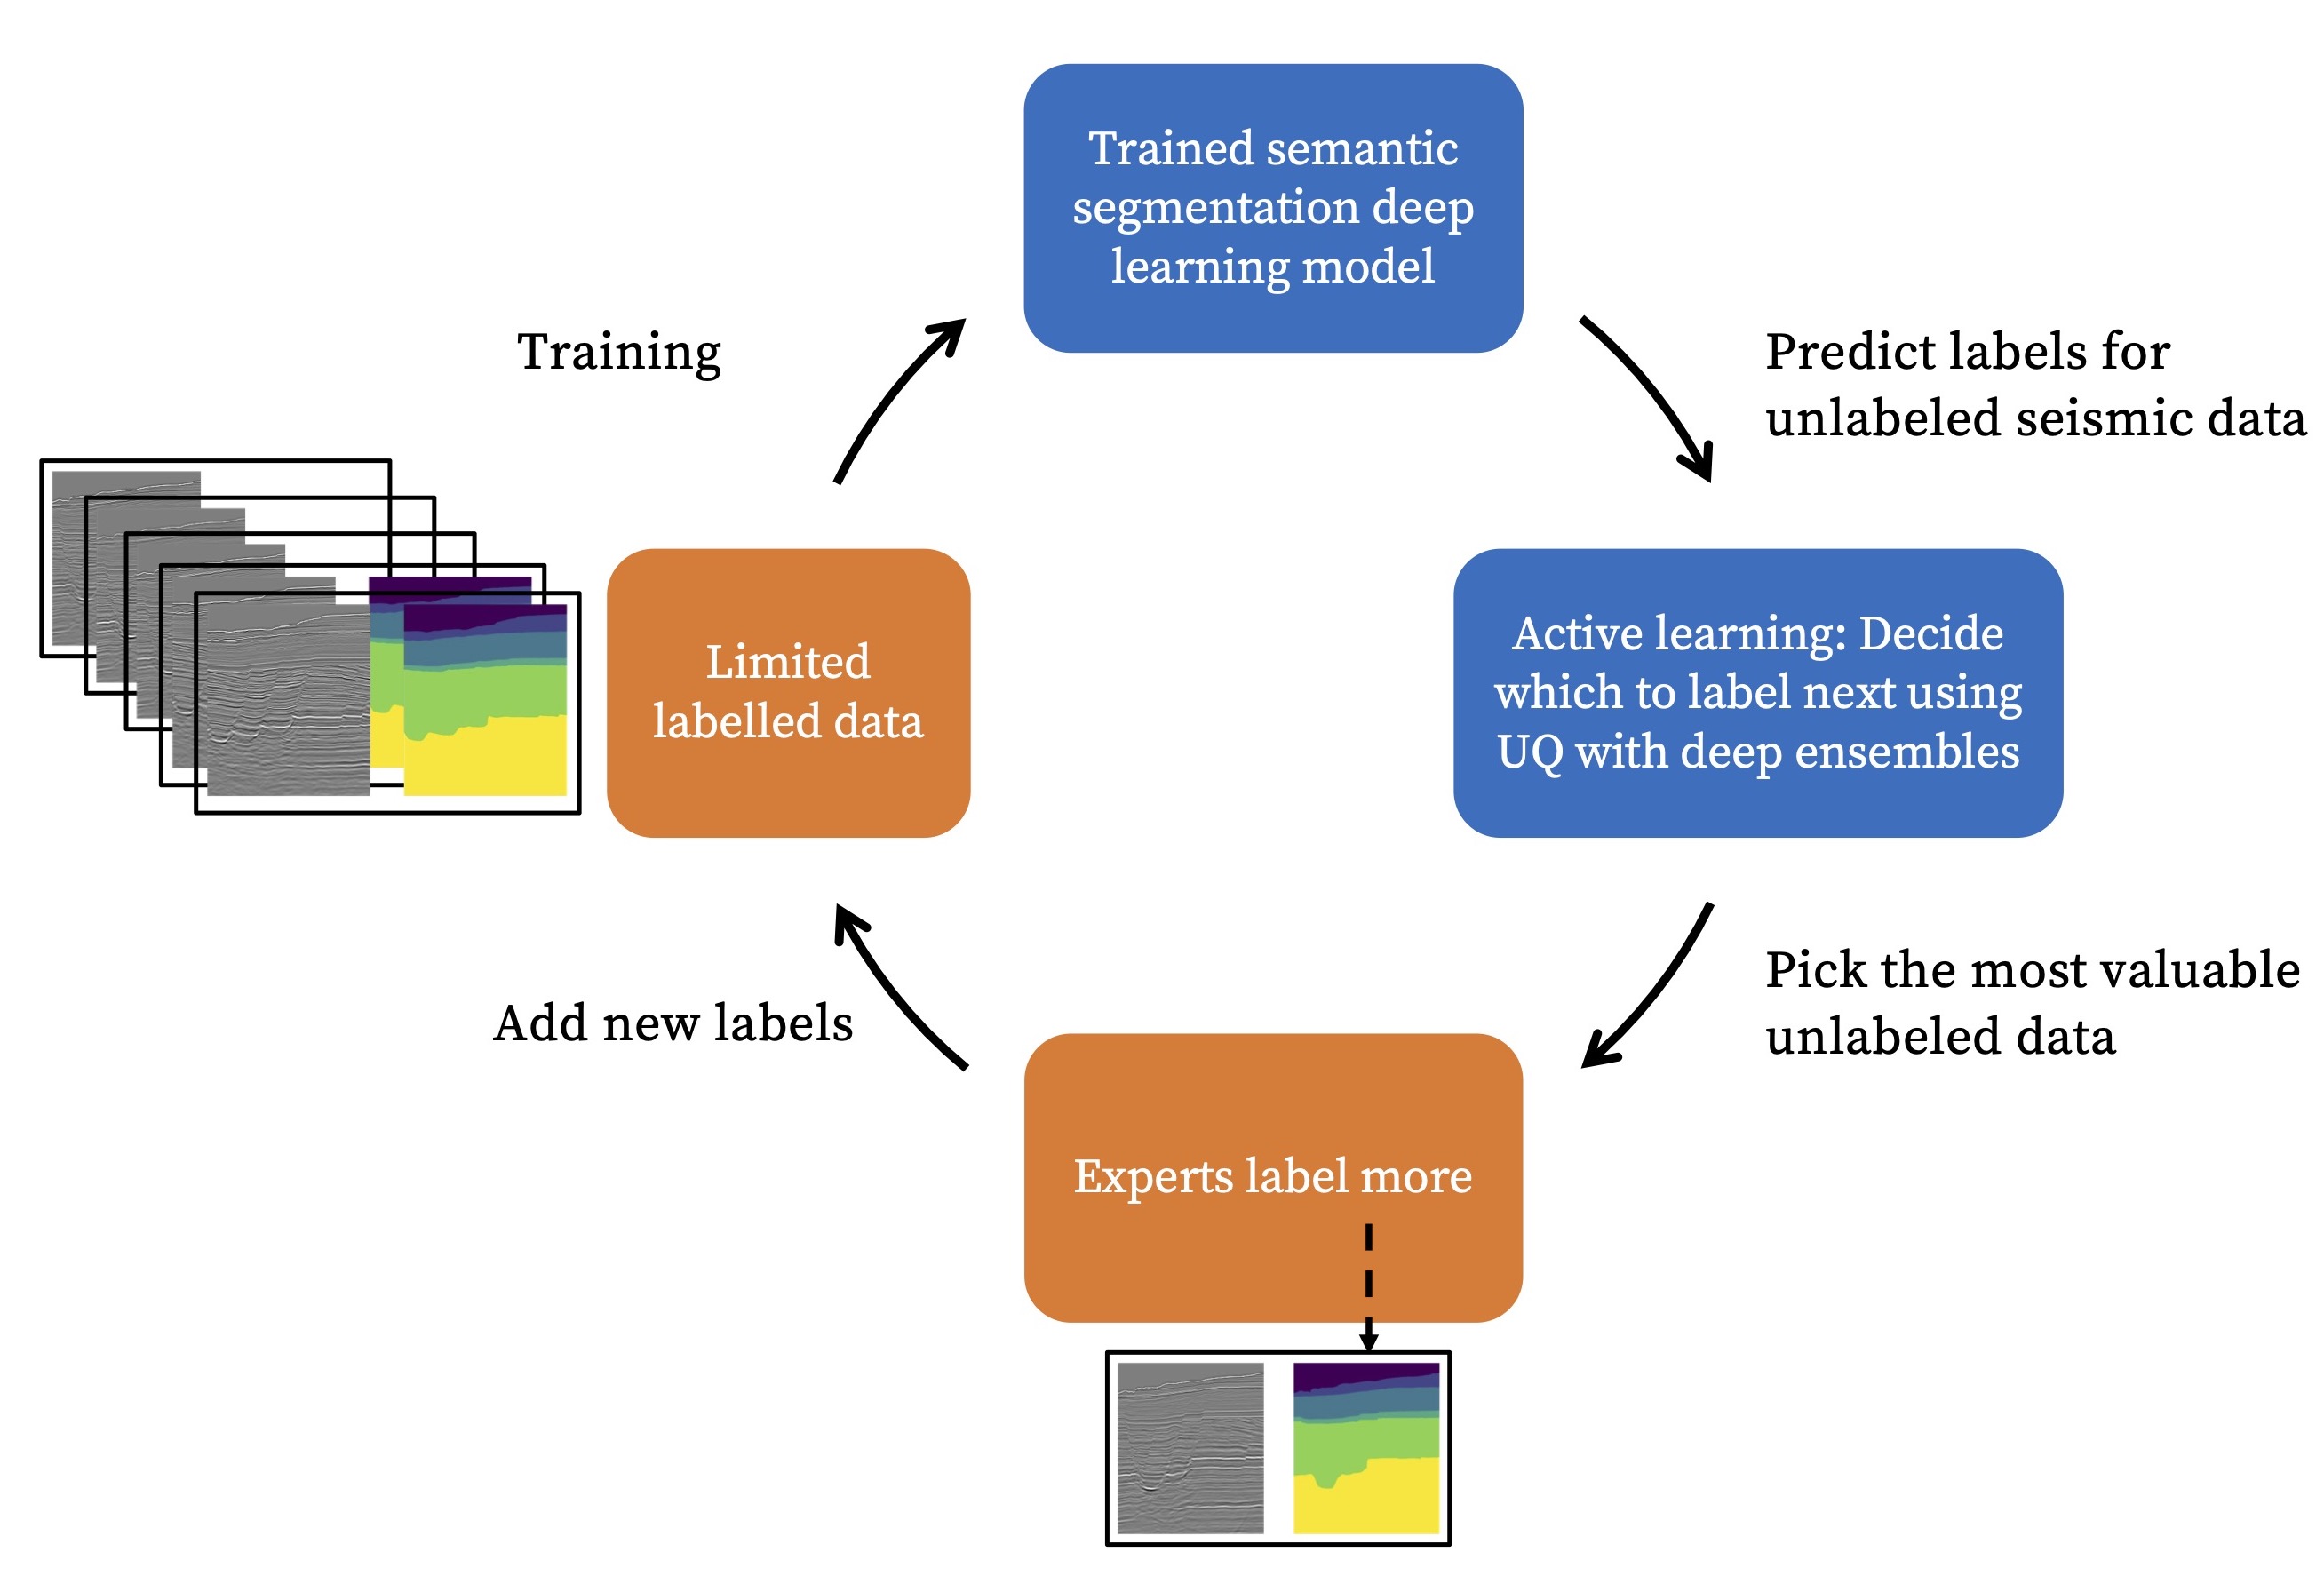 Trained semantic
segmentation deep
learning model
Training
Predict labels for
unlabeled seismic data
Limited
labelled data
Active learning: Decide
which to label next using
UQ with deep ensembles
Pick the most valuable
unlabeled data
Add new labels
Experts label more